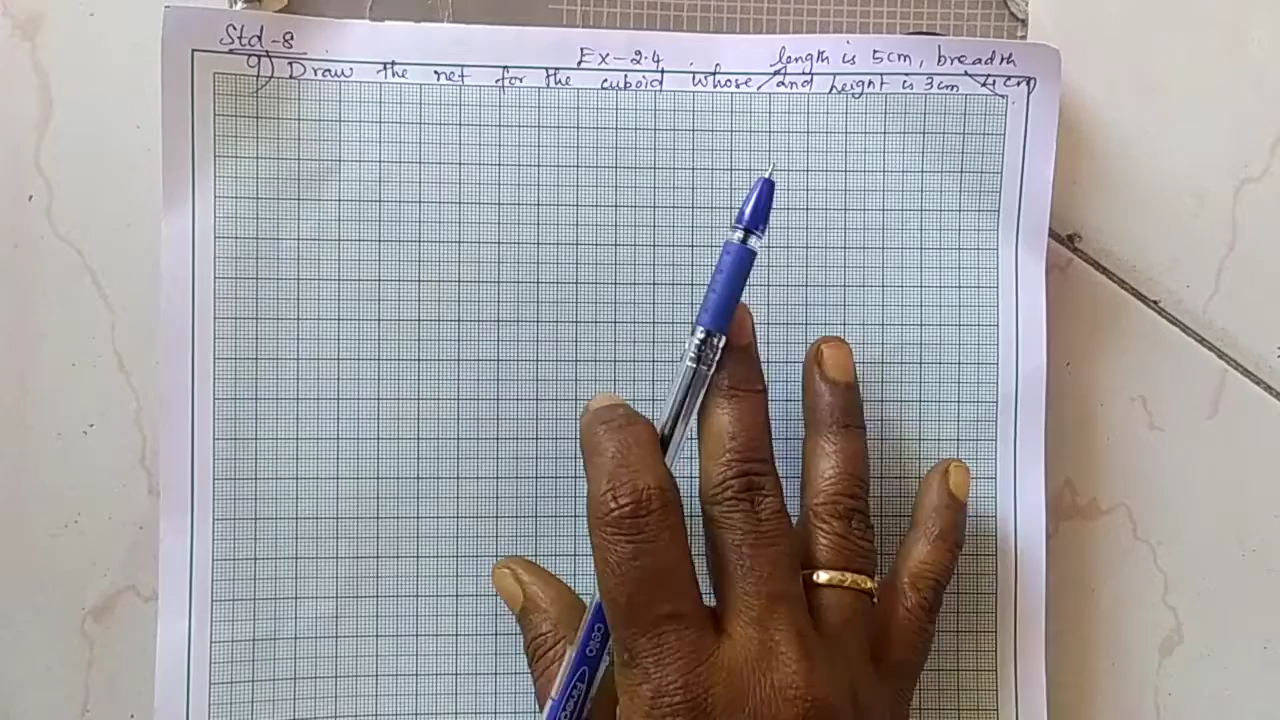 Std-8
Ex-2.4
length is 5cm, breadth
9) Draw the net for the cuboid whose and height is 3cm 4cm
cello